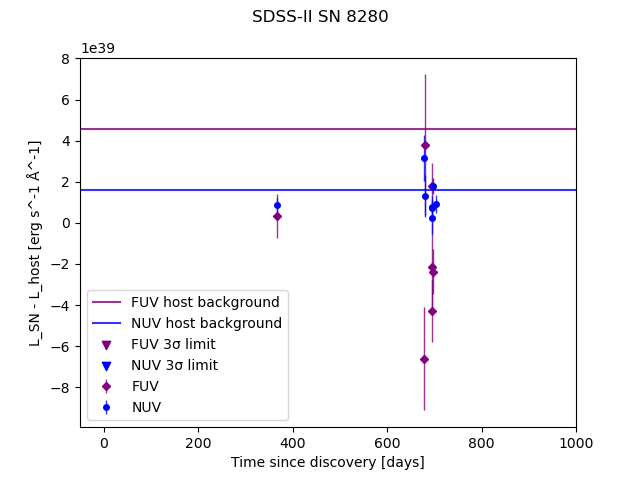 SDSS-II SN 8280
1e39
8
6
4
2
0
−2
−4
−6
−8
L_SN - L_host [erg s^-1 Å^-1]
FUV host background
NUV host background
FUV 3σ limit
NUV 3σ limit
FUV
NUV
0 200 400 600 800 1000
Time since discovery [days]